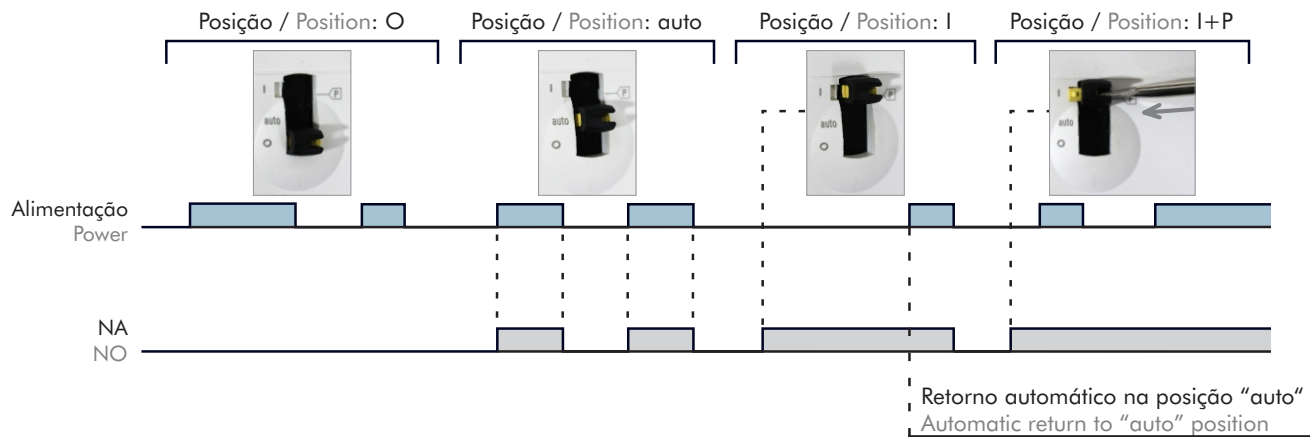 Posição / Position: O
Posição / Position: auto
Posição / Position: I
Posição / Position: I+P
I
P
auto
O
I
P
auto
O
I
P
auto
O
I
P
auto
O
Alimentação
Power
NA
NO
Retorno automático na posição “auto“
Automatic return to “auto” position